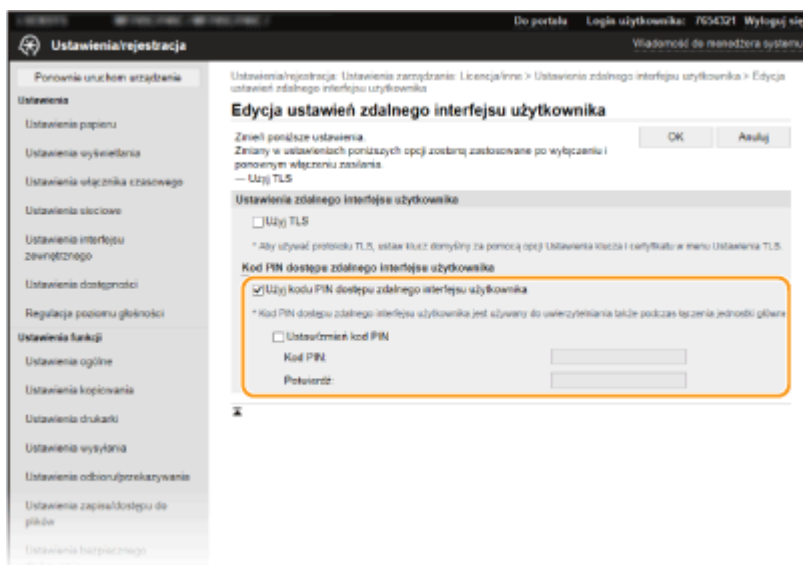 Do portalu Login użytkownika: 7654321 Wyloguj się
Ustawienia/rejestracja
Wiadomość do menedżera systemu
Ponownie uruchom urządzenie
Ustawienia
Ustawienia papieru
Ustawienia wyświetlania
Ustawienia włącznika czasowego
Ustawienia sieciowe
Ustawienia interfejsu
zewnętrznego
Ustawienia dostępności
Regulacja poziomu głośności
Ustawienia funkcji
Ustawienia ogólne
Ustawienia kopiowania
Ustawienia drukarki
Ustawienia wysyłania
Ustawienia odbioru/przekazywania
Ustawienia zapisu/dostępu do
plików
Ustawienia bezpiecznego
Ustawienia/rejestracja: Ustawienia zarządzania: Licencja/inne > Ustawienia zdalnego interfejsu użytkownika > Edycja
ustawień zdalnego interfejsu użytkownika
Edycja ustawień zdalnego interfejsu użytkownika
Zmień poniższe ustawienia.
Zmiany w ustawieniach poniższych opcji zostaną zastosowane po wyłączeniu i
ponownym włączeniu zasilania.
— Użyj TLS
OK Anuluj
Ustawienia zdalnego interfejsu użytkownika
Użyj TLS
* Aby używać protokołu TLS, ustaw klucz domyślny za pomocą opcji Ustawienia klucza i certyfikatu w menu Ustawienia TLS.
Kod PIN dostępu zdalnego interfejsu użytkownika
Użyj kodu PIN dostępu zdalnego interfejsu użytkownika
* Kod PIN dostępu zdalnego interfejsu użytkownika jest używany do uwierzytelniania także podczas łączenia jednostki główne
Ustaw/zmień kod PIN
Kod PIN:
Potwierdź: